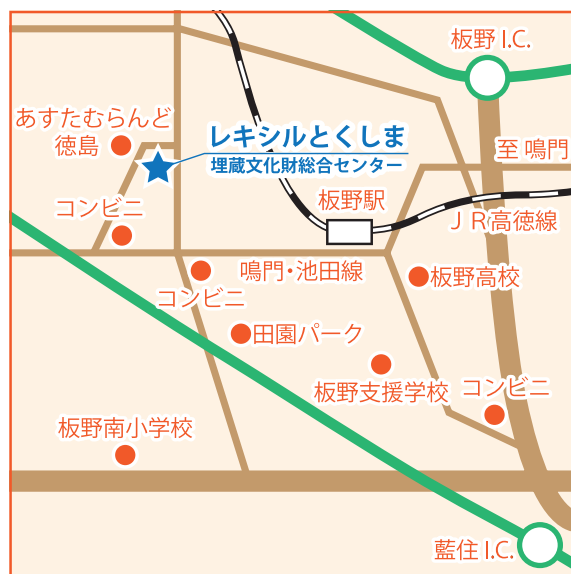 板野 I.C.
あすたむらんど
徳島
レキシルとくしま
埋蔵文化財総合センター
至 鳴門
コンビニ
板野駅
JR高徳線
鳴門・池田線
板野高校
コンビニ
田園パーク
板野支援学校
コンビニ
板野南小学校
藍住 I.C.